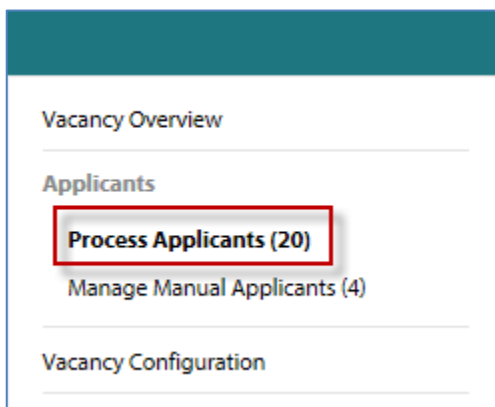 Vacancy Overview
Applicants
Process Applicants (20)
Manage Manual Applicants (4)
Vacancy Configuration